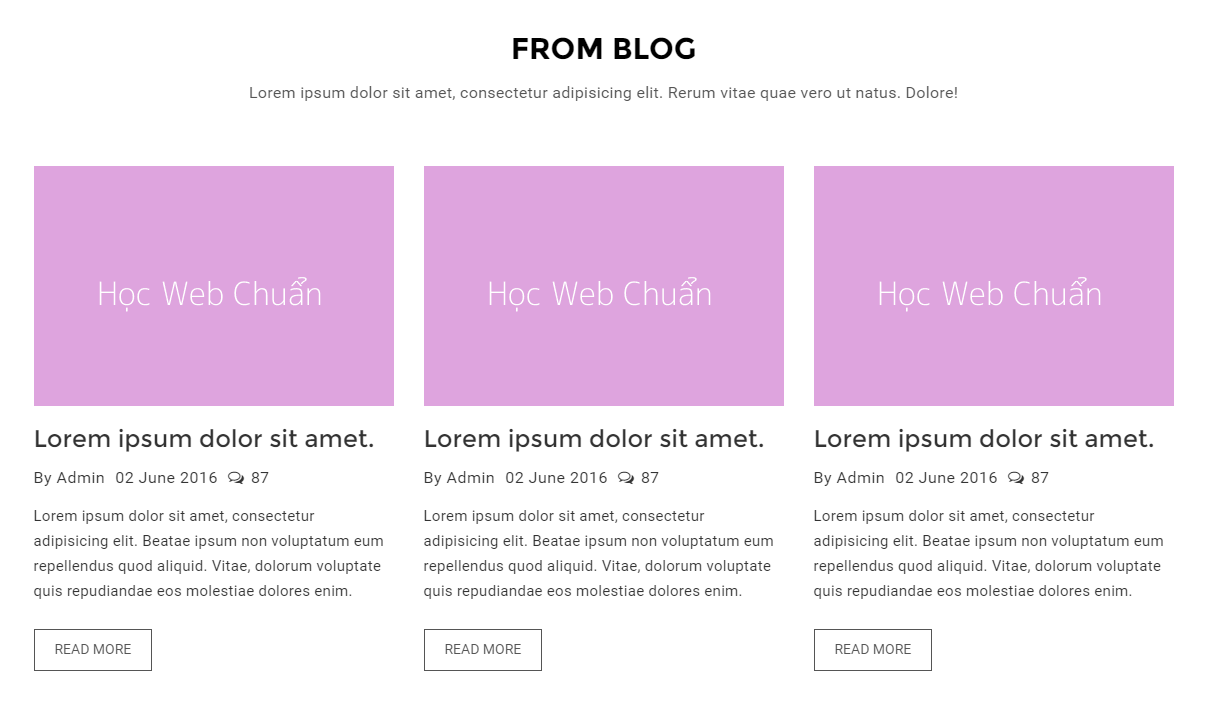 FROM BLOG
Lorem ipsum dolor sit amet, consectetur adipisicing elit. Rerum vitae quae vero ut natus. Dolore!
Học Web Chuẩn
Lorem ipsum dolor sit amet.
By Admin 02 June 2016 87
Lorem ipsum dolor sit amet, consectetur
adipisicing elit. Beatae ipsum non voluptatum eum
repellendus quod aliquid. Vitae, dolorum voluptate
quis repudiandae eos molestiae dolores enim.
READ MORE
Học Web Chuẩn
Lorem ipsum dolor sit amet.
By Admin 02 June 2016 87
Lorem ipsum dolor sit amet, consectetur
adipisicing elit. Beatae ipsum non voluptatum eum
repellendus quod aliquid. Vitae, dolorum voluptate
quis repudiandae eos molestiae dolores enim.
READ MORE
Học Web Chuẩn
Lorem ipsum dolor sit amet.
By Admin 02 June 2016 87
Lorem ipsum dolor sit amet, consectetur
adipisicing elit. Beatae ipsum non voluptatum eum
repellendus quod aliquid. Vitae, dolorum voluptate
quis repudiandae eos molestiae dolores enim.
READ MORE